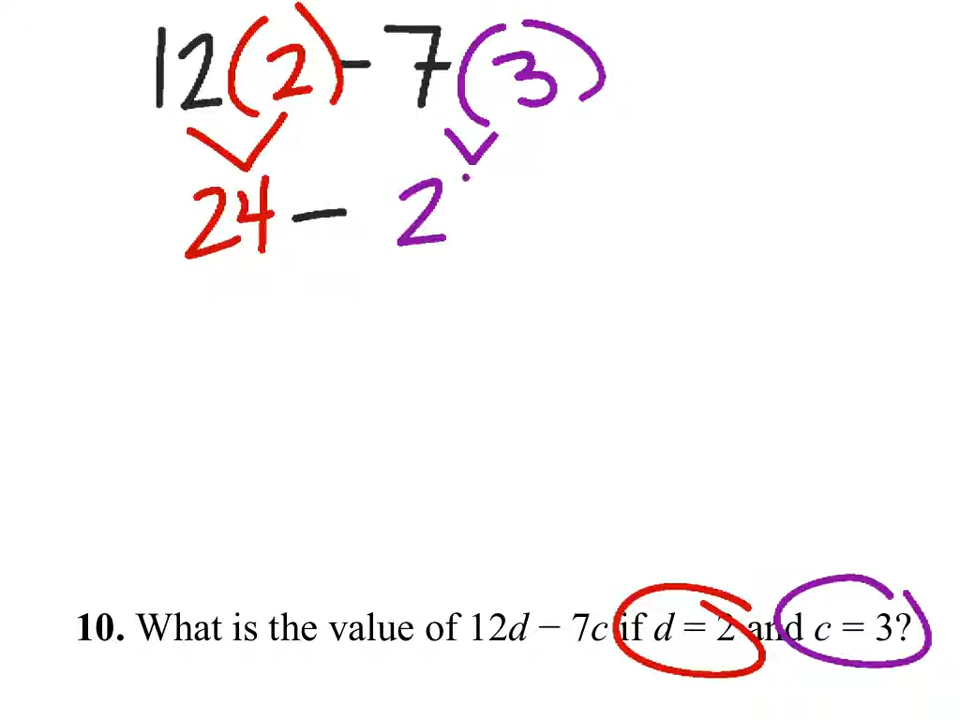 12(2) - 7(3)
24 - 2
10. What is the value of 12d − 7c if d = 2 and c = 3?